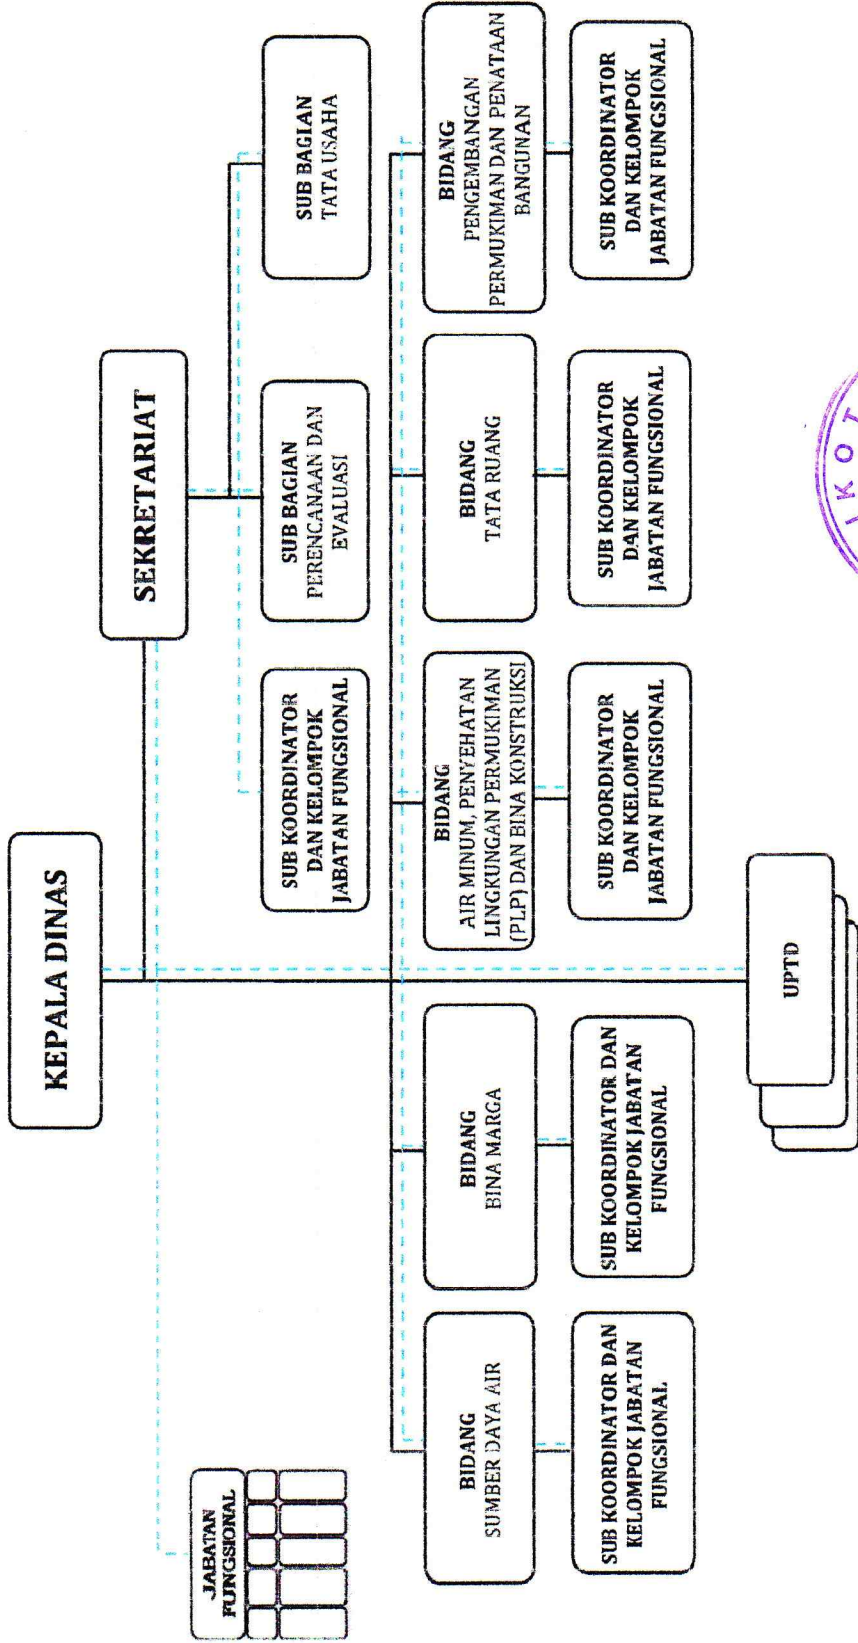 KEPALA DINAS
SEKRETARIAT
JABATAN
FUNGSIONAL
SUB KOORDINATOR
DAN KELOMPOK
JABATAN FUNGSIONAL
SUB BAGIAN
PERENCANAAN DAN
EVALUASI
SUB BAGIAN
TATA USAHA
BIDANG
SUMBER DAYA AIR
BIDANG
BINA MARGA
BIDANG
AIR MINUM, PENYEHATAN
LINGKUNGAN PERMUKIMAN
(PLP) DAN BINA KONSTRUKSI
BIDANG
TATA RUANG
BIDANG
PENGEMBANGAN
PERMUKIMAN DAN PENATAAN
BANGUNAN
SUB KOORDINATOR DAN
KELOMPOK JABATAN
FUNGSIONAL
SUB KOORDINATOR DAN
KELOMPOK JABATAN
FUNGSIONAL
SUB KOORDINATOR
DAN KELOMPOK
JABATAN FUNGSIONAL
SUB KOORDINATOR
DAN KELOMPOK
JABATAN FUNGSIONAL
SUB KOORDINATOR
DAN KELOMPOK
JABATAN FUNGSIONAL
UPTD
IKOT